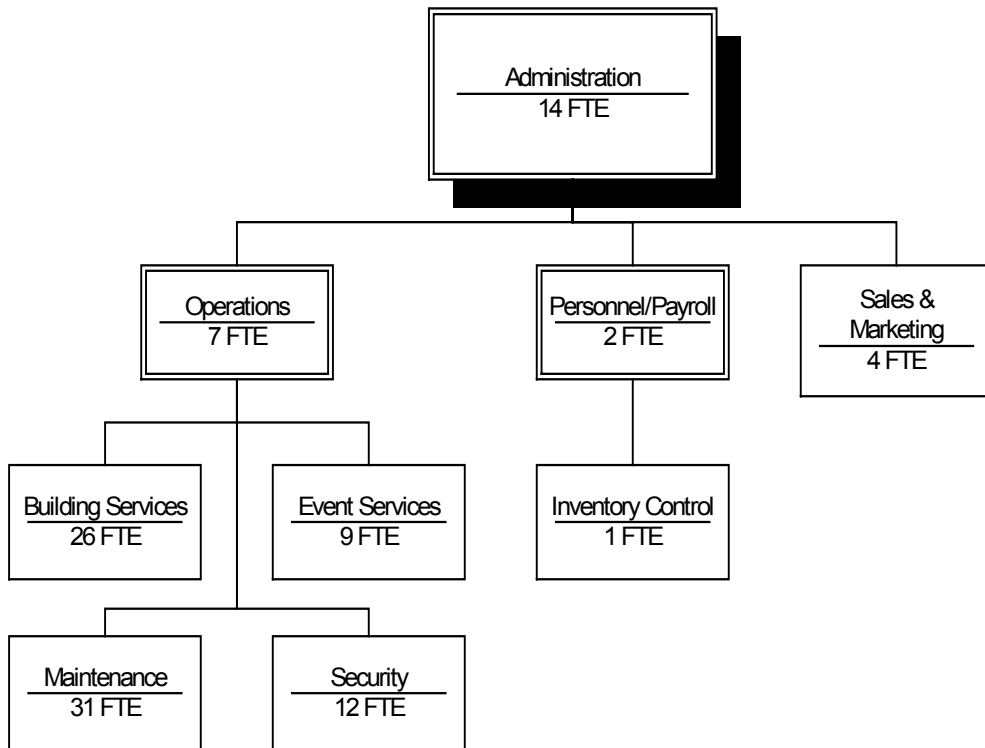 Administration
14 FTE
Operations
7 FTE
Personnel/Payroll
2 FTE
Sales &
Marketing
4 FTE
Building Services
26 FTE
Event Services
9 FTE
Inventory Control
1 FTE
Maintenance
31 FTE
Security
12 FTE